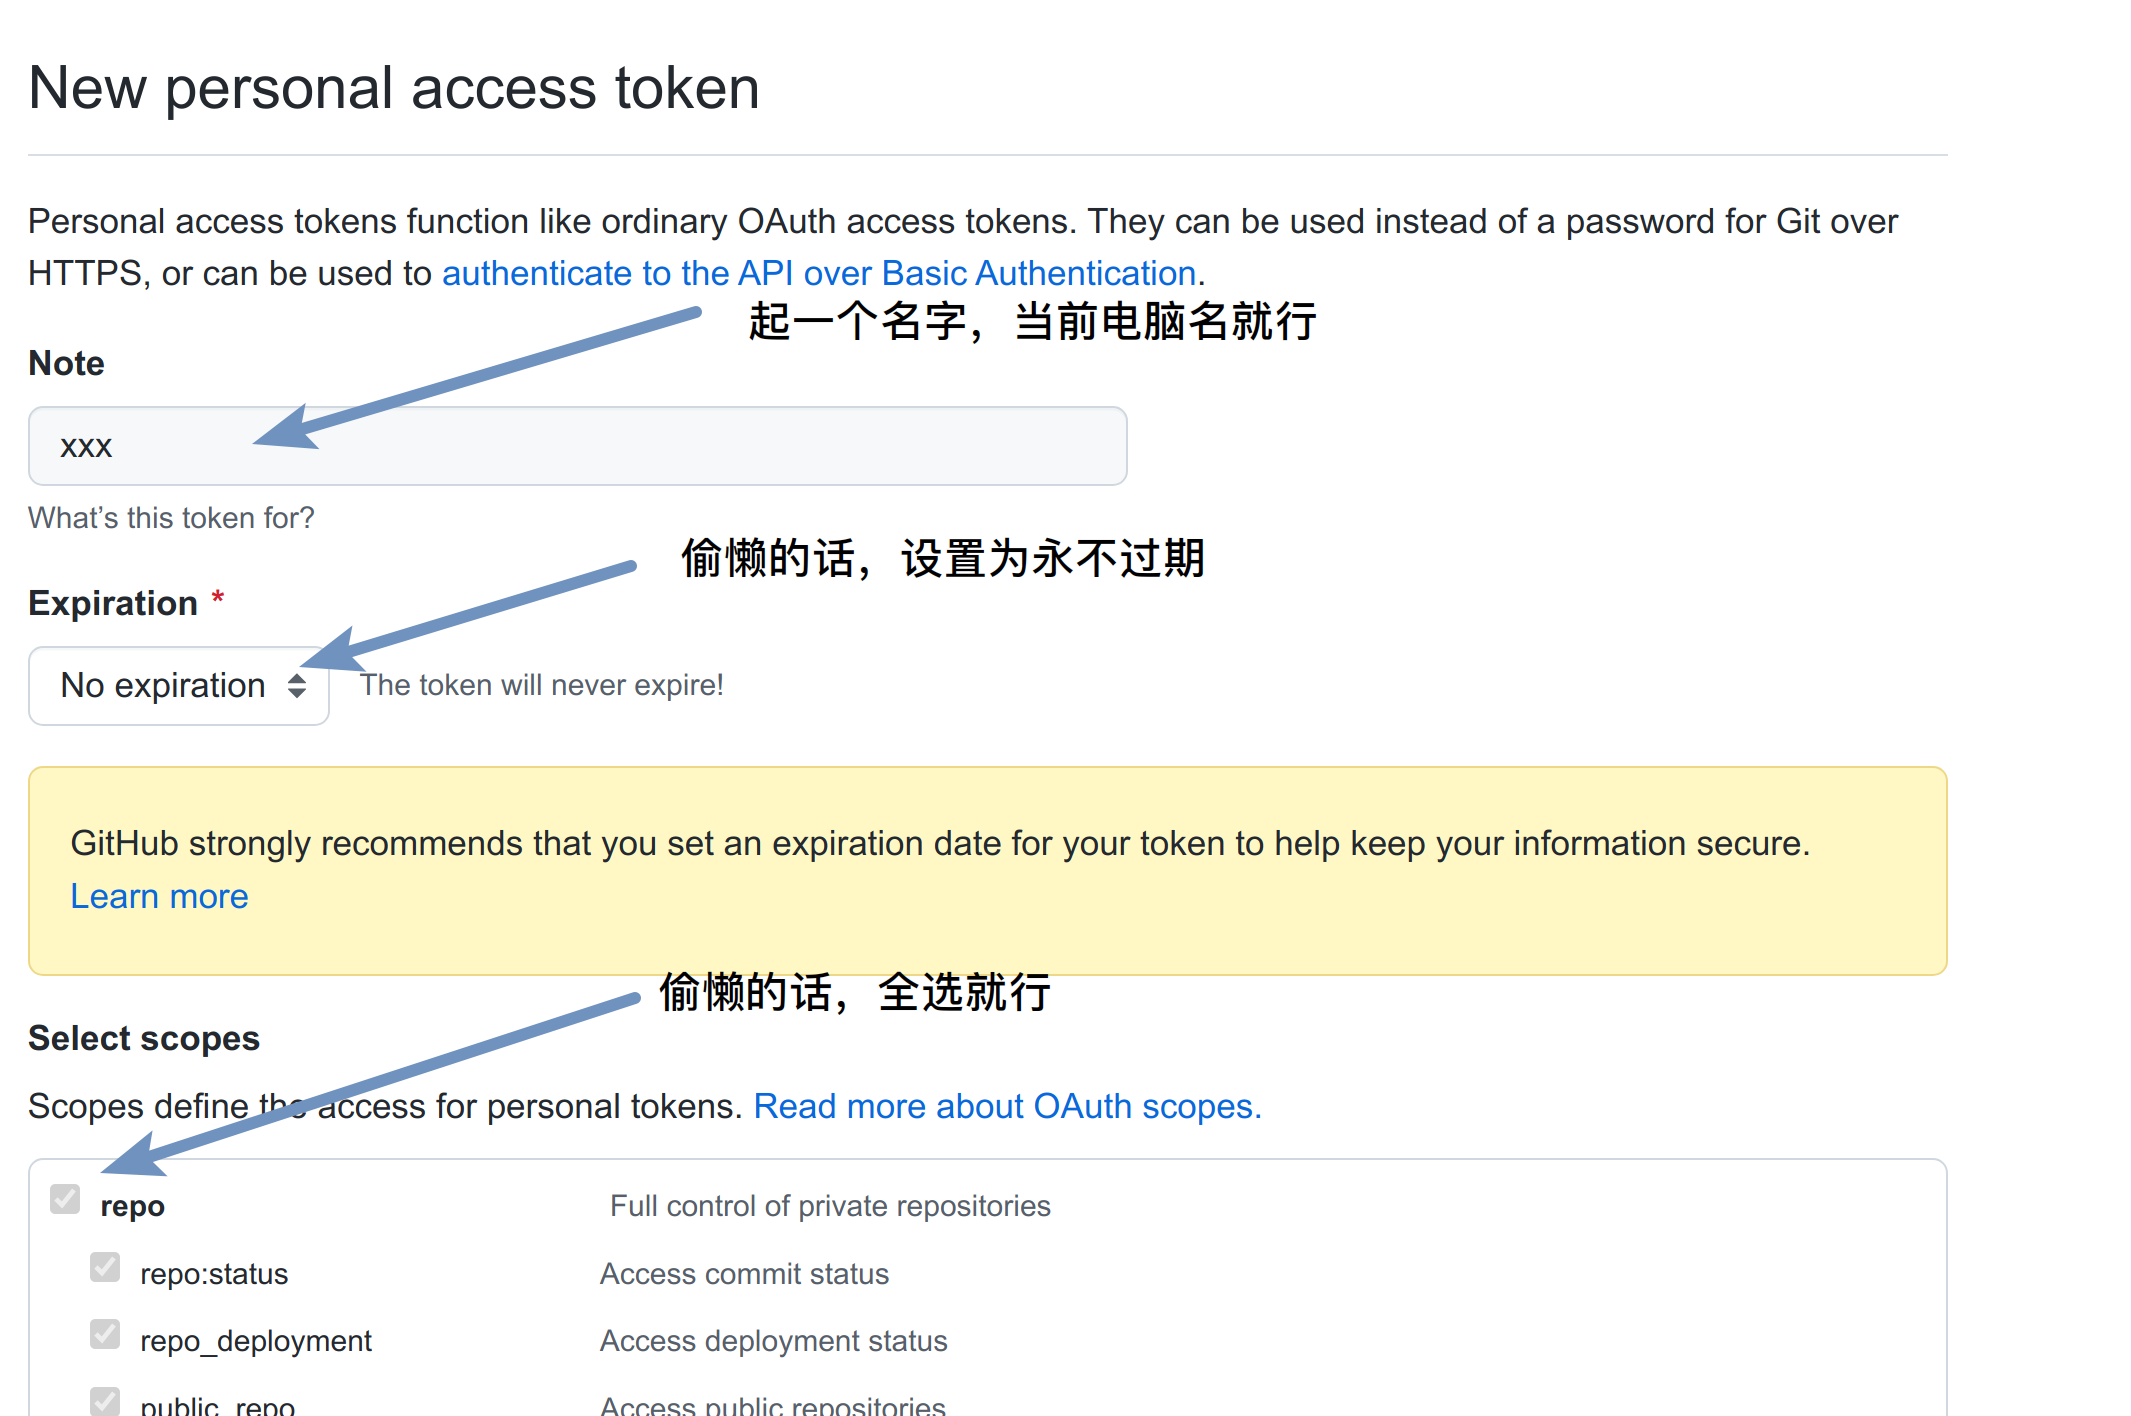 New personal access token
Personal access tokens function like ordinary OAuth access tokens. They can be used instead of a password for Git over
HTTPS, or can be used to authenticate to the API over Basic Authentication.
起一个名字，当前电脑名就行
Note
xxx
What’s this token for?
偷懒的话，设置为永不过期
Expiration *
No expiration
The token will never expire!
GitHub strongly recommends that you set an expiration date for your token to help keep your information secure.
Learn more
偷懒的话，全选就行
Select scopes
Scopes define the access for personal tokens. Read more about OAuth scopes.
repo Full control of private repositories
repo:status Access commit status
repo_deployment Access deployment status
public_repo Access public repositories